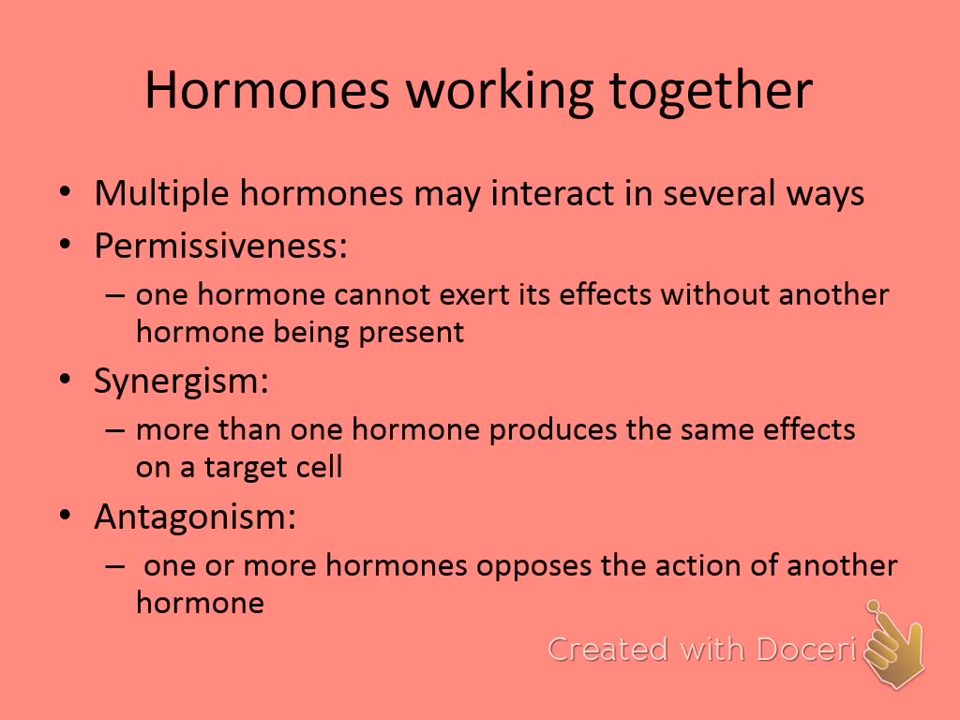 Hormones working together
• Multiple hormones may interact in several ways
• Permissiveness:
– one hormone cannot exert its effects without another
hormone being present
• Synergism:
– more than one hormone produces the same effects
on a target cell
• Antagonism:
– one or more hormones opposes the action of another
hormone
Created with Doceri